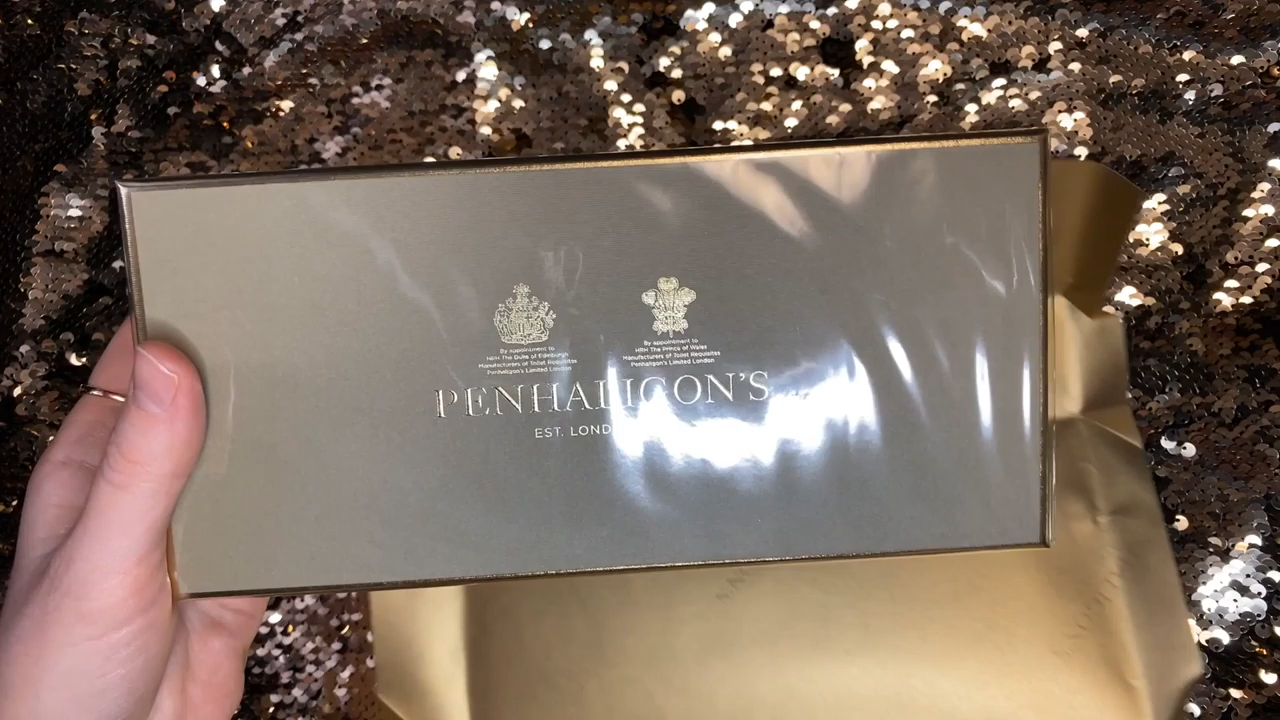 By appointment to
HRH The Duke of Edinburgh
Manufacturers of Toilet Requisites
Penhaligon's Limited London
By appointment to
HRH The Prince of Wales
Manufacturers of Toilet Requisites
Penhaligon's Limited London
PENHALIGON'S
EST. LOND